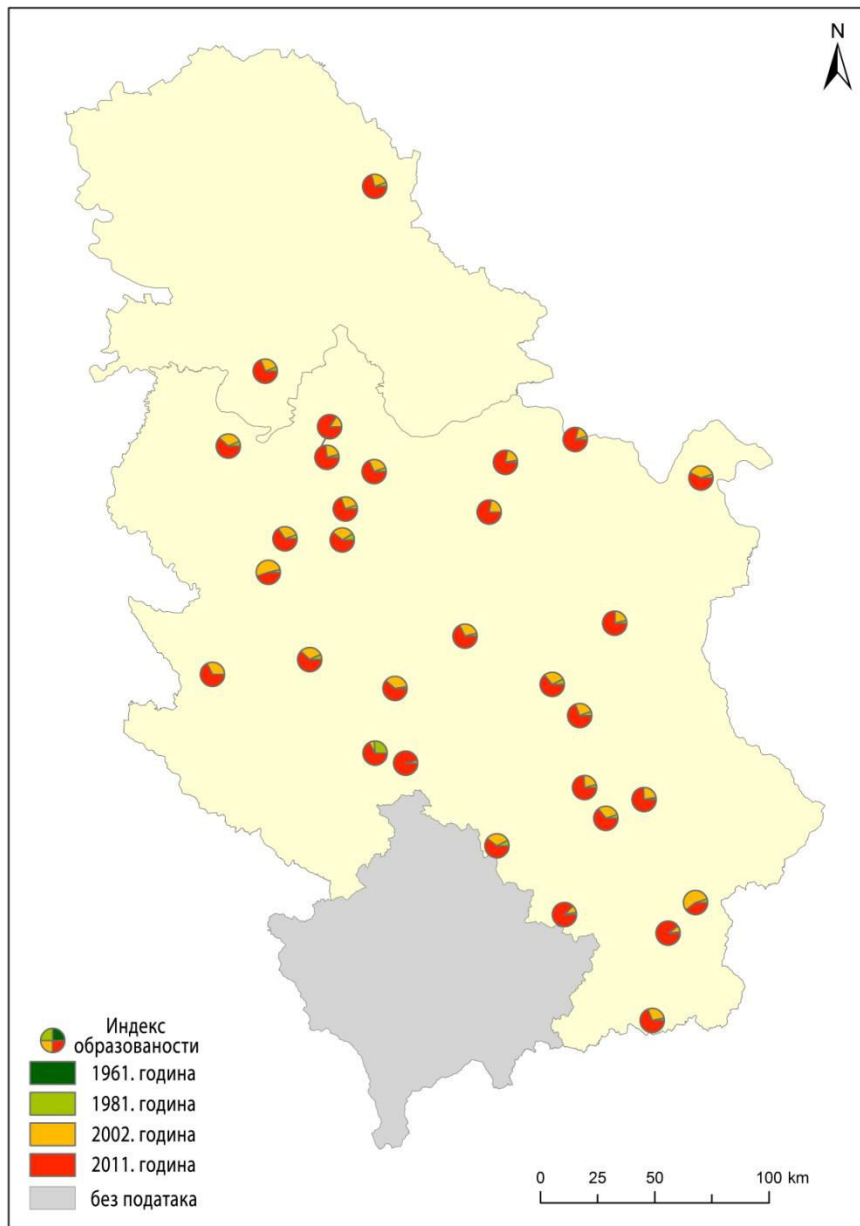 N
Индекс
образованости
1961. година
1981. година
2002. година
2011. година
без података
0 25 50 100 km